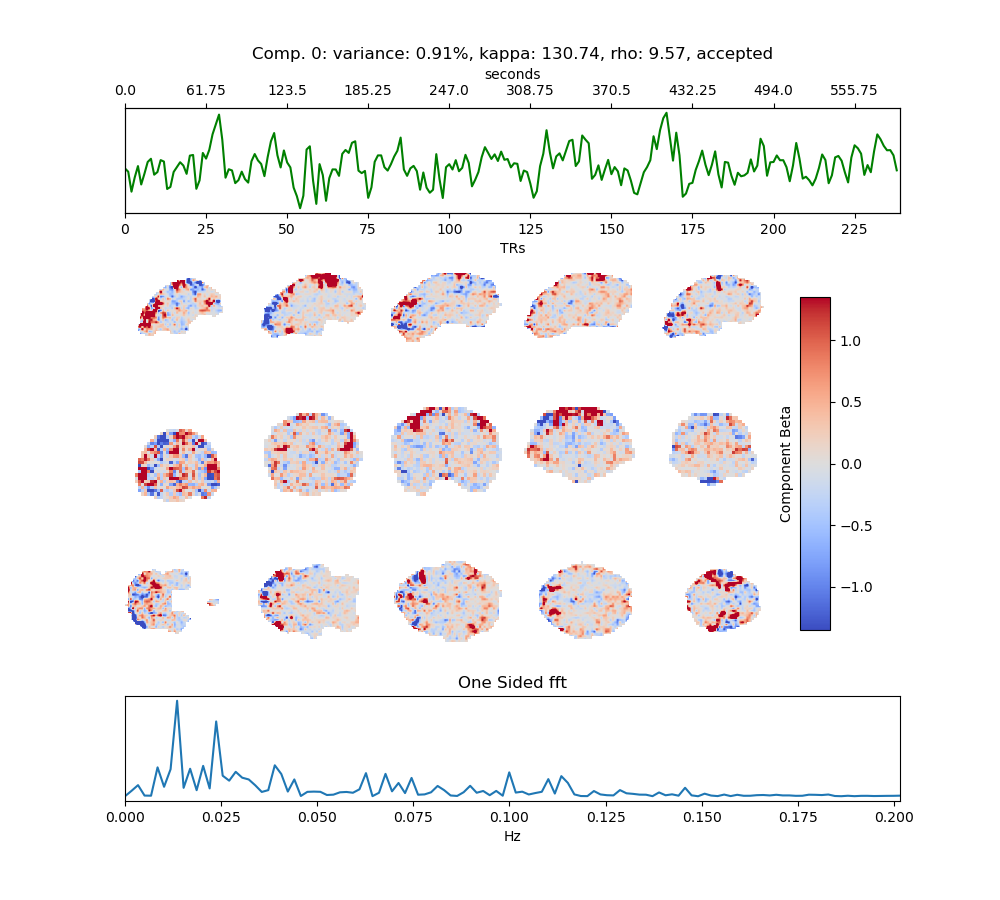 Comp. 0: variance: 0.91%, kappa: 130.74, rho: 9.57, accepted
seconds
0.0 61.75 123.5 185.25 247.0 308.75 370.5 432.25 494.0 555.75
0 25 50 75 100 125 150 175 200 225
TRs
1.0
0.5
0.0
−0.5
−1.0
Component Beta
One Sided fft
0.000 0.025 0.050 0.075 0.100 0.125 0.150 0.175 0.200
Hz